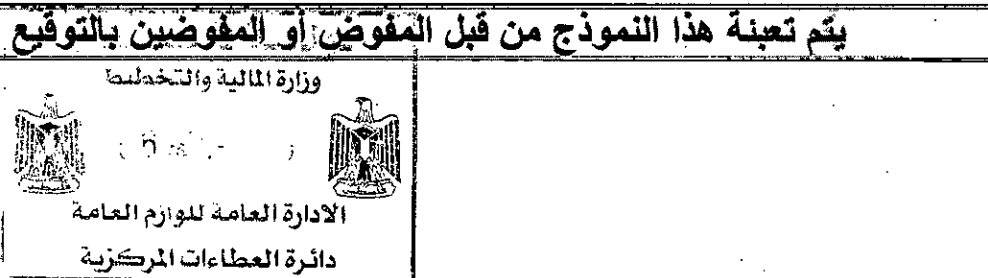 يتم تعبئة هذا النموذج من قبل المفوض أو المفوضين بالتوقيع
وزارة المالية والتخطيط
الادارة العامة للوازم العامة
دائرة العطاءات المركزية